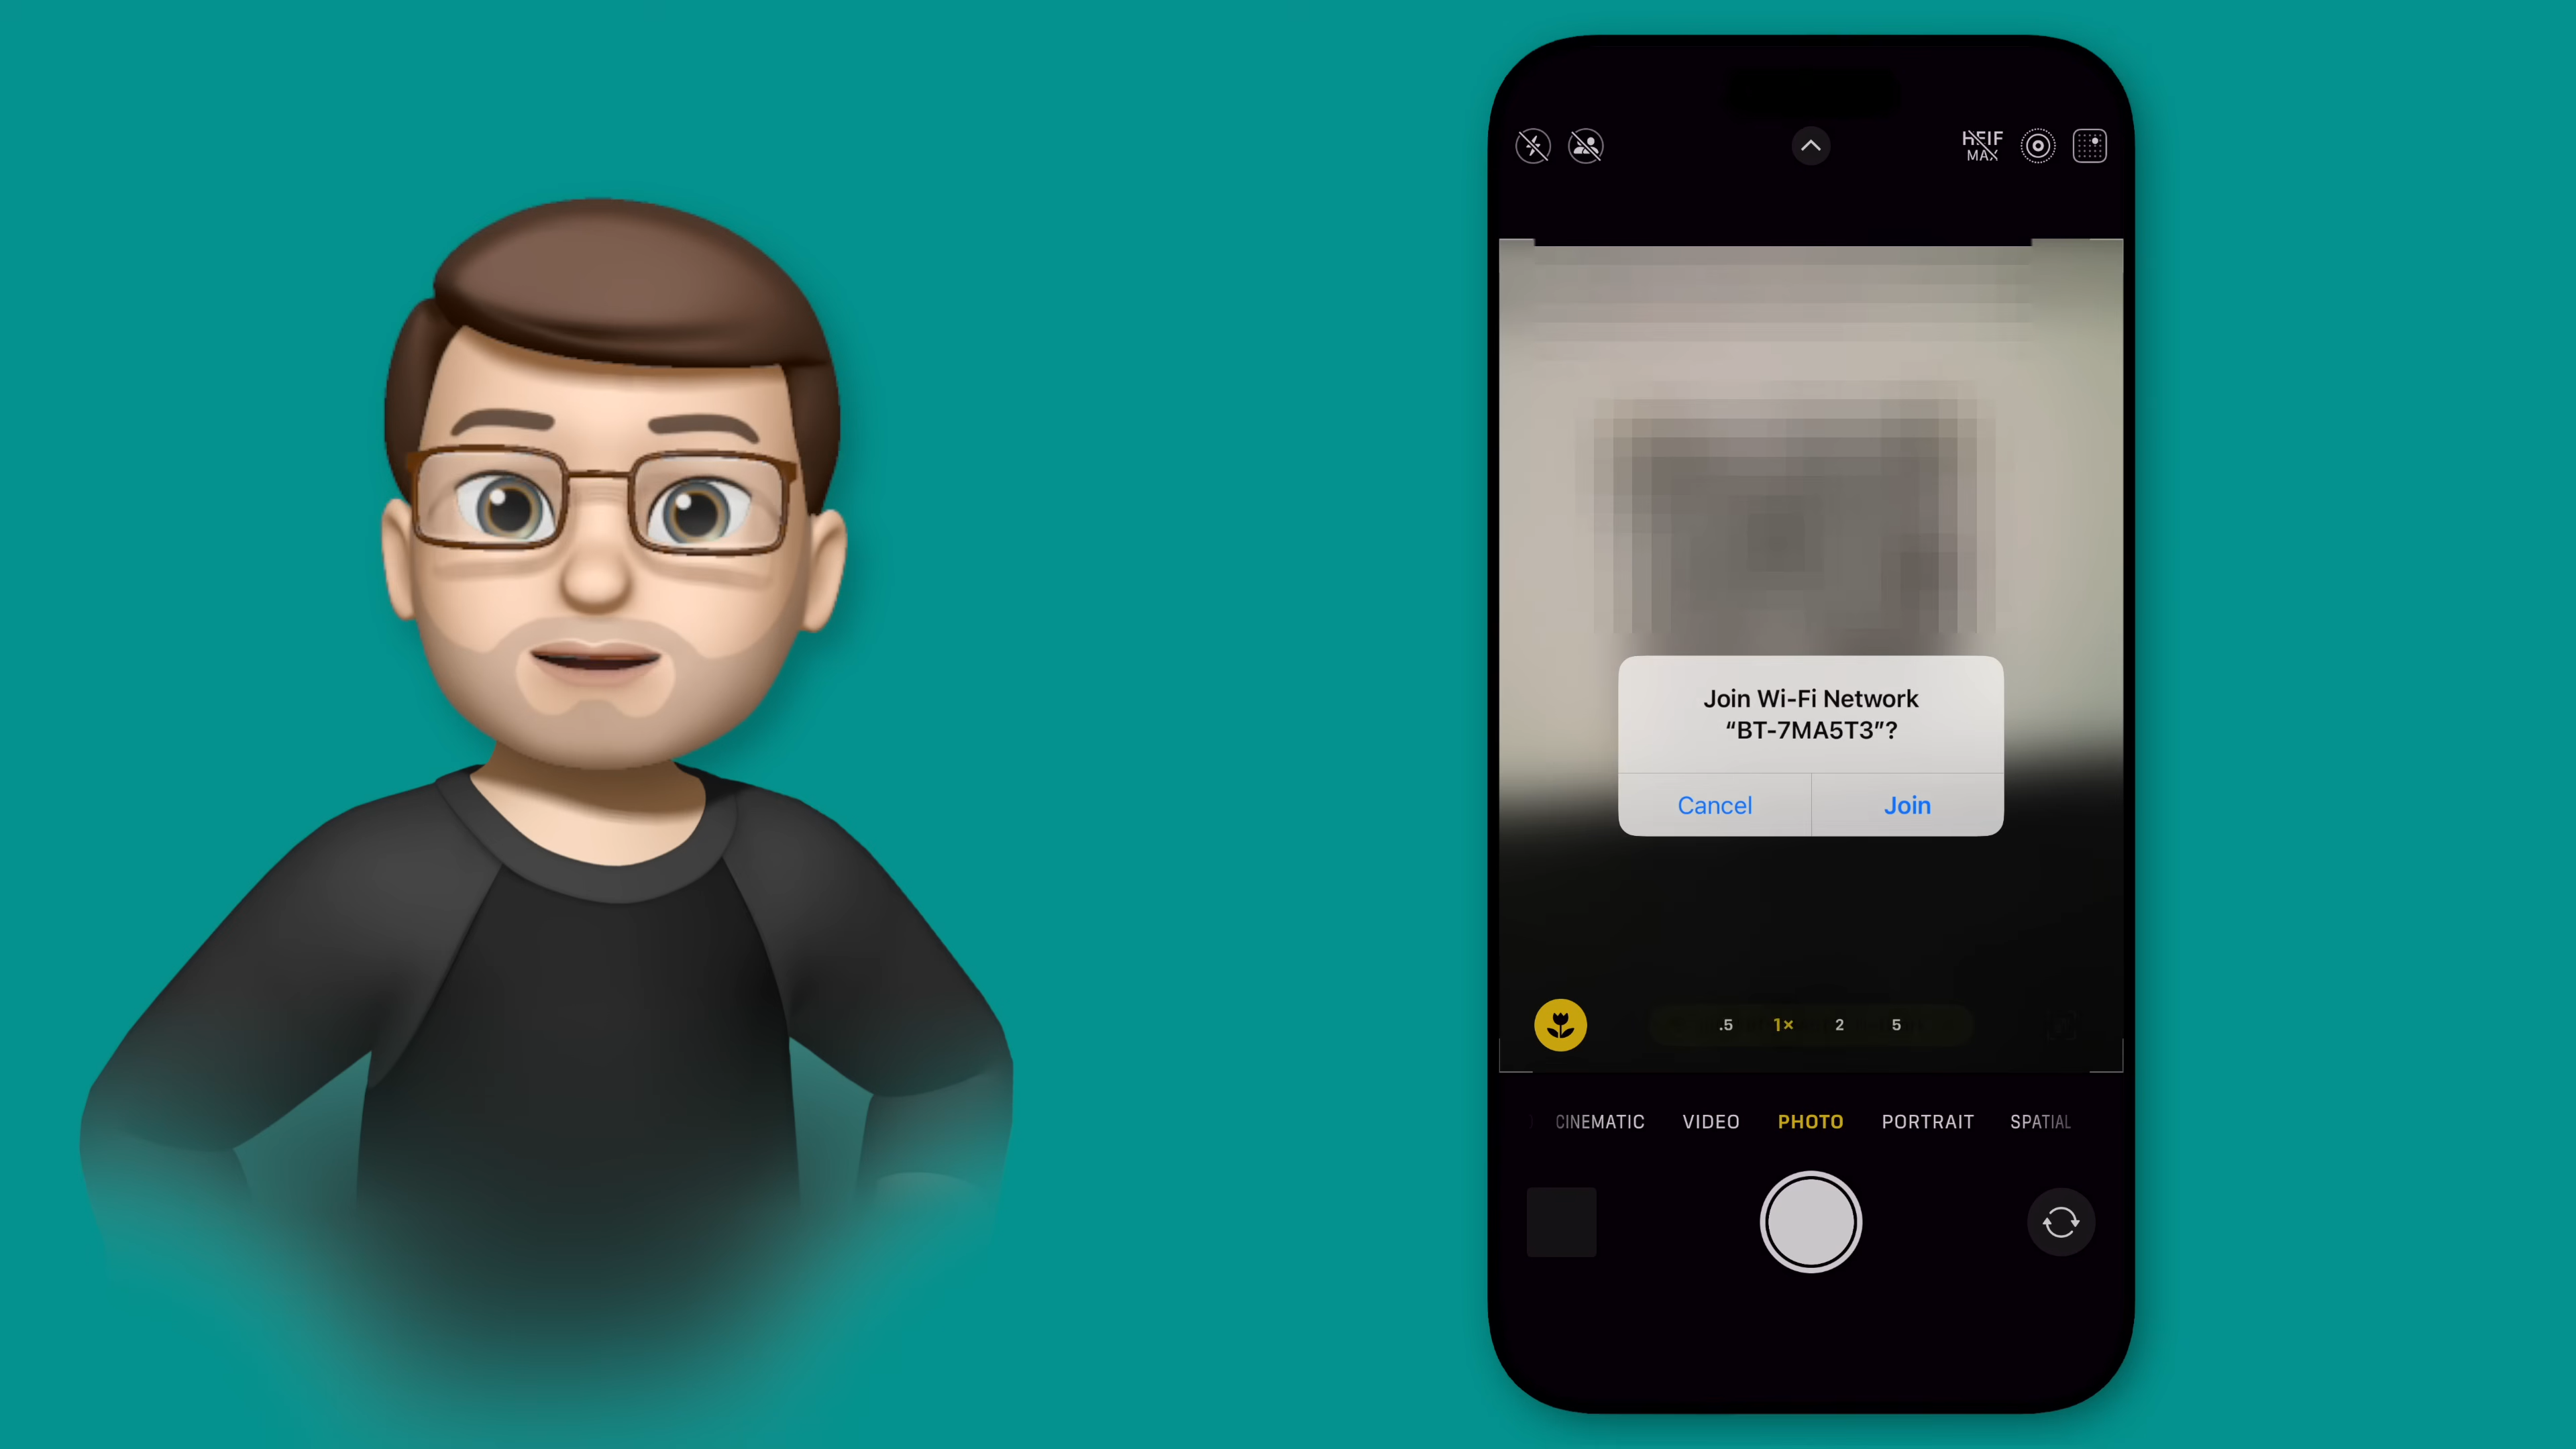 HEIF
MAX
Join Wi-Fi Network
“BT-7MA5T3”?
Cancel Join
.5 1× 2 5
CINEMATIC VIDEO PHOTO PORTRAIT SPATIAL